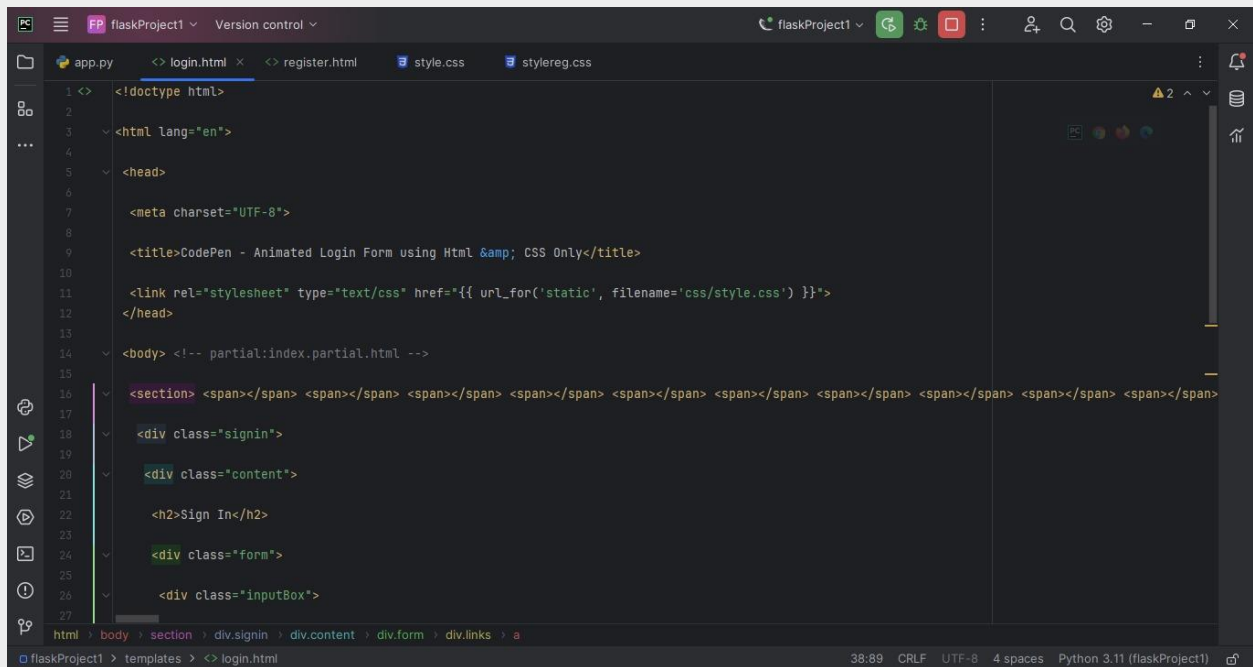 PC FP flaskProject1 Version control flaskProject1
app.py <> login.html × <> register.html style.css stylereg.css
1 <> <!doctype html> 2
2
3 <html lang="en">
4
5 <head>
6
7 <meta charset="UTF-8">
8
9 <title>CodePen - Animated Login Form using Html &amp; CSS Only</title>
10
11 <link rel="stylesheet" type="text/css" href="{{ url_for('static', filename='css/style.css') }}">
12 </head>
13
14 <body> <!-- partial:index.partial.html -->
15
16 <section> <span></span> <span></span> <span></span> <span></span> <span></span> <span></span> <span></span> <span></span> <span></span> <span></span>
17
18 <div class="signin">
19
20 <div class="content">
21
22 <h2>Sign In</h2>
23
24 <div class="form">
25
26 <div class="inputBox">
27
html > body > section > div.signin > div.content > div.form > div.links > a
flaskProject1 > templates > <> login.html 38:89 CRLF UTF-8 4 spaces Python 3.11 (flaskProject1)